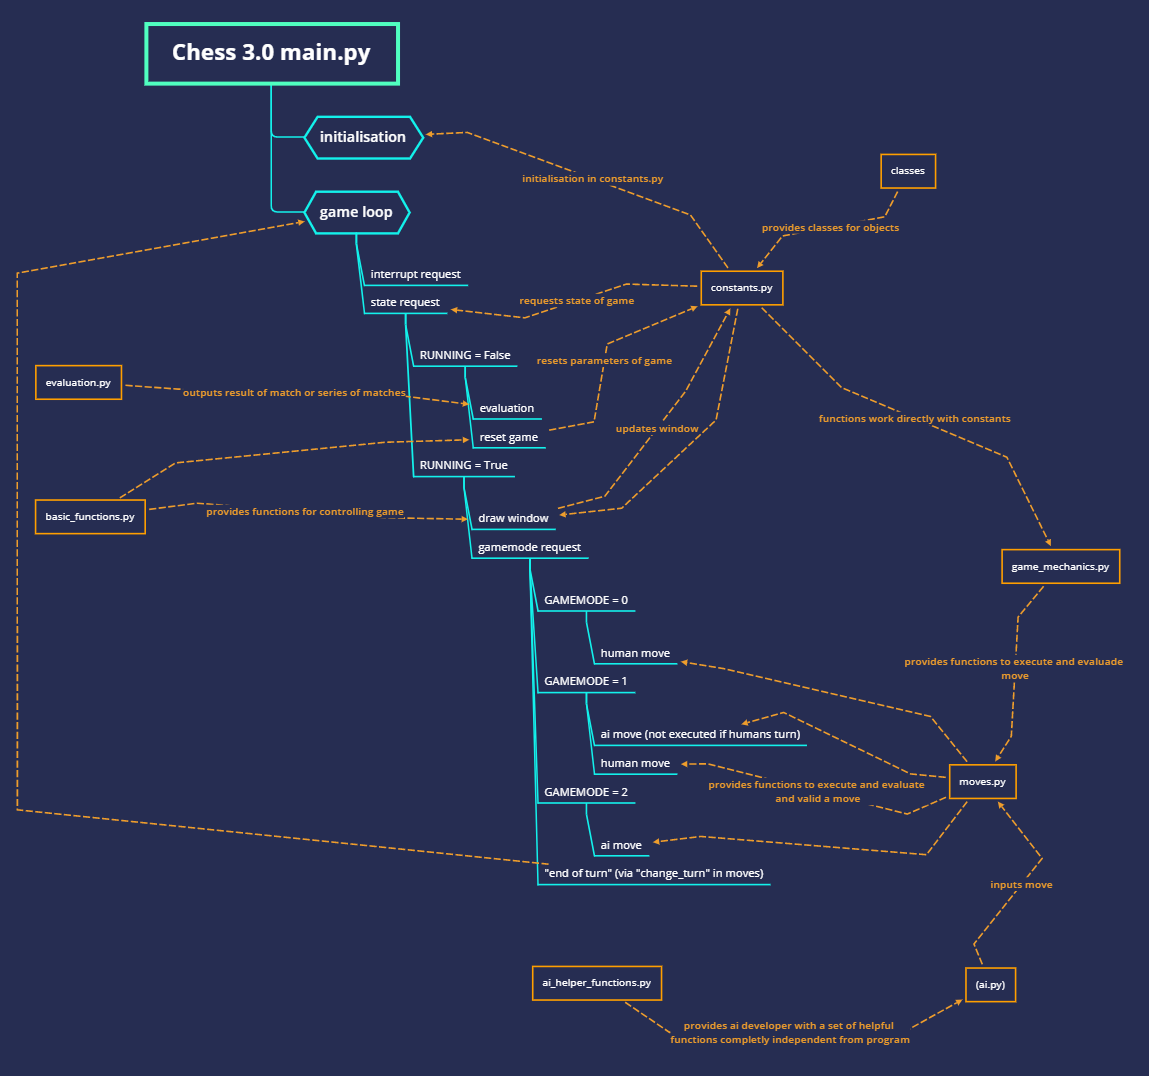 Chess 3.0 main.py
initialisation
initialisation in constants.py
classes
game loop
provides classes for objects
interrupt request
constants.py
state request
requests state of game
RUNNING = False
resets parameters of game
evaluation.py
outputs result of match or series of matches
evaluation
functions work directly with constants
reset game
updates window
RUNNING = True
basic_functions.py
provides functions for controlling game
draw window
gamemode request
game_mechanics.py
GAMEMODE = 0
human move
provides functions to execute and evaluade
move
GAMEMODE = 1
ai move (not executed if humans turn)
human move
moves.py
provides functions to execute and evaluate
and valid a move
GAMEMODE = 2
ai move
"end of turn" (via "change_turn" in moves)
inputs move
ai_helper_functions.py
(ai.py)
provides ai developer with a set of helpful
functions completly independent from program